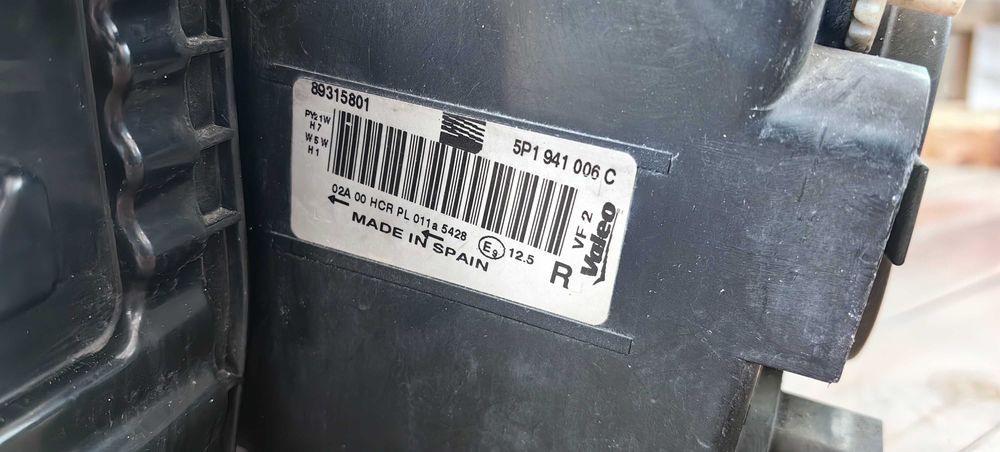 89315801
PY21W
H7
W5W
H1
5P1 941 006 C
02A 00 HCR PL 011a 5428
MADE IN SPAIN
E9 12.5
R
VF 2
Valeo